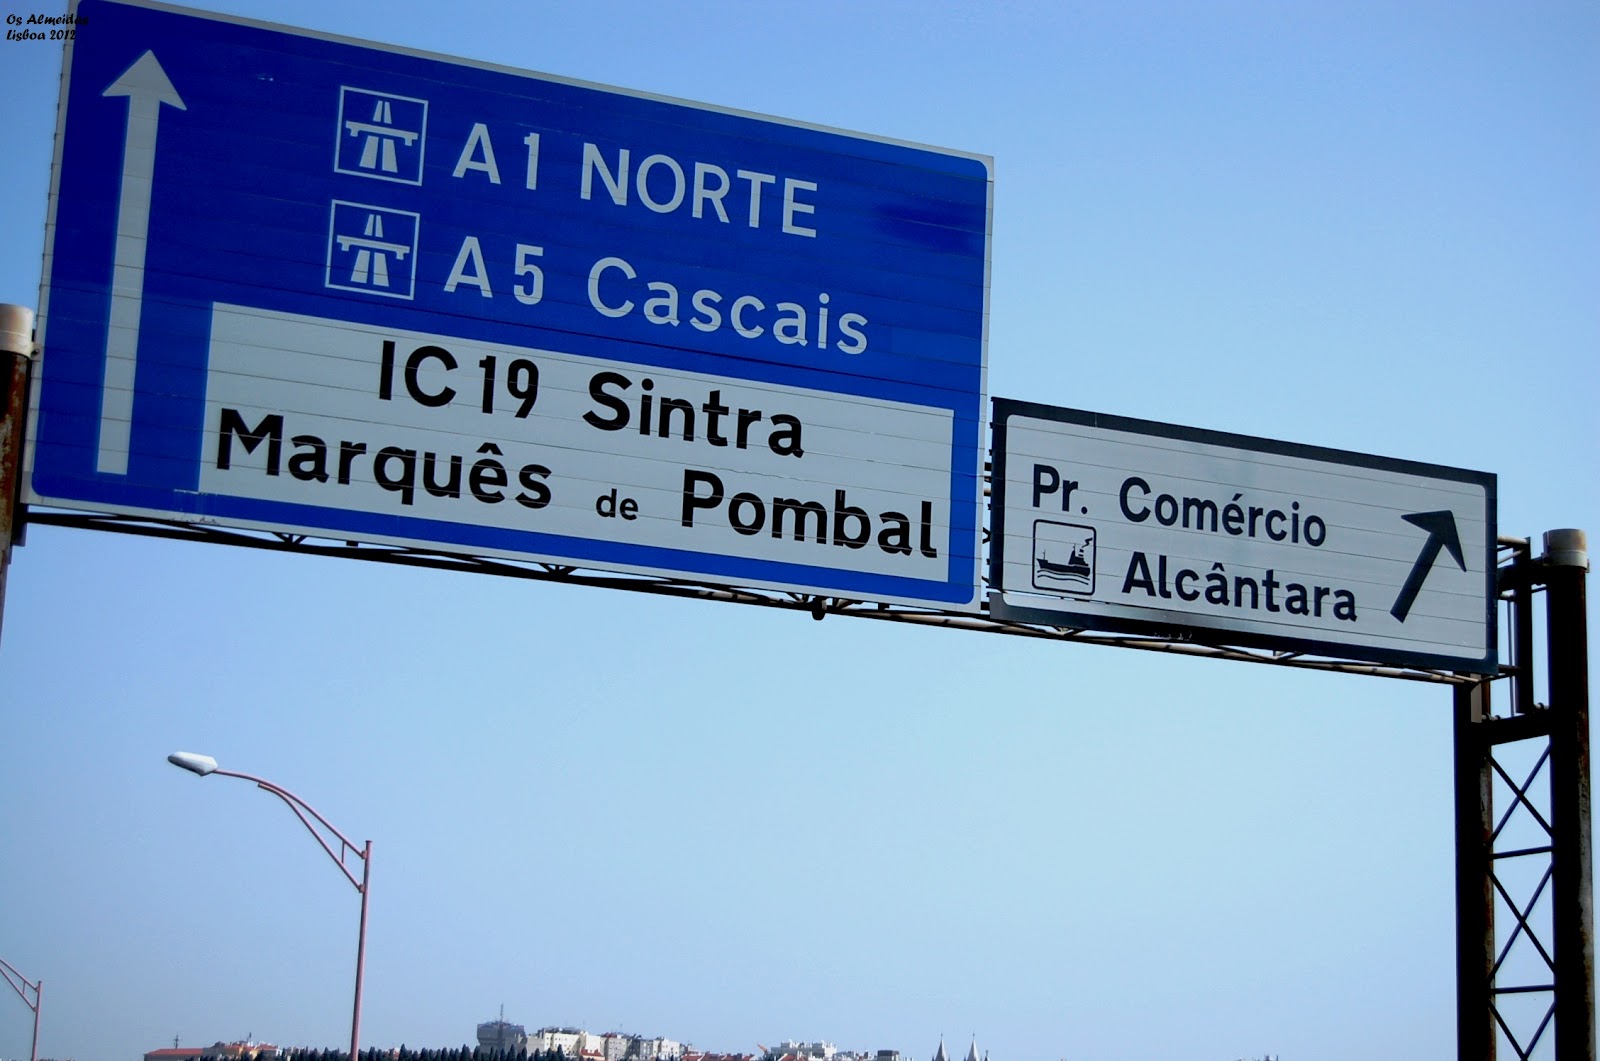 Os Almeidas
Lisboa 2012
A1 NORTE
A5 Cascais
IC19 Sintra
Marquês de Pombal
Pr. Comércio
Alcântara